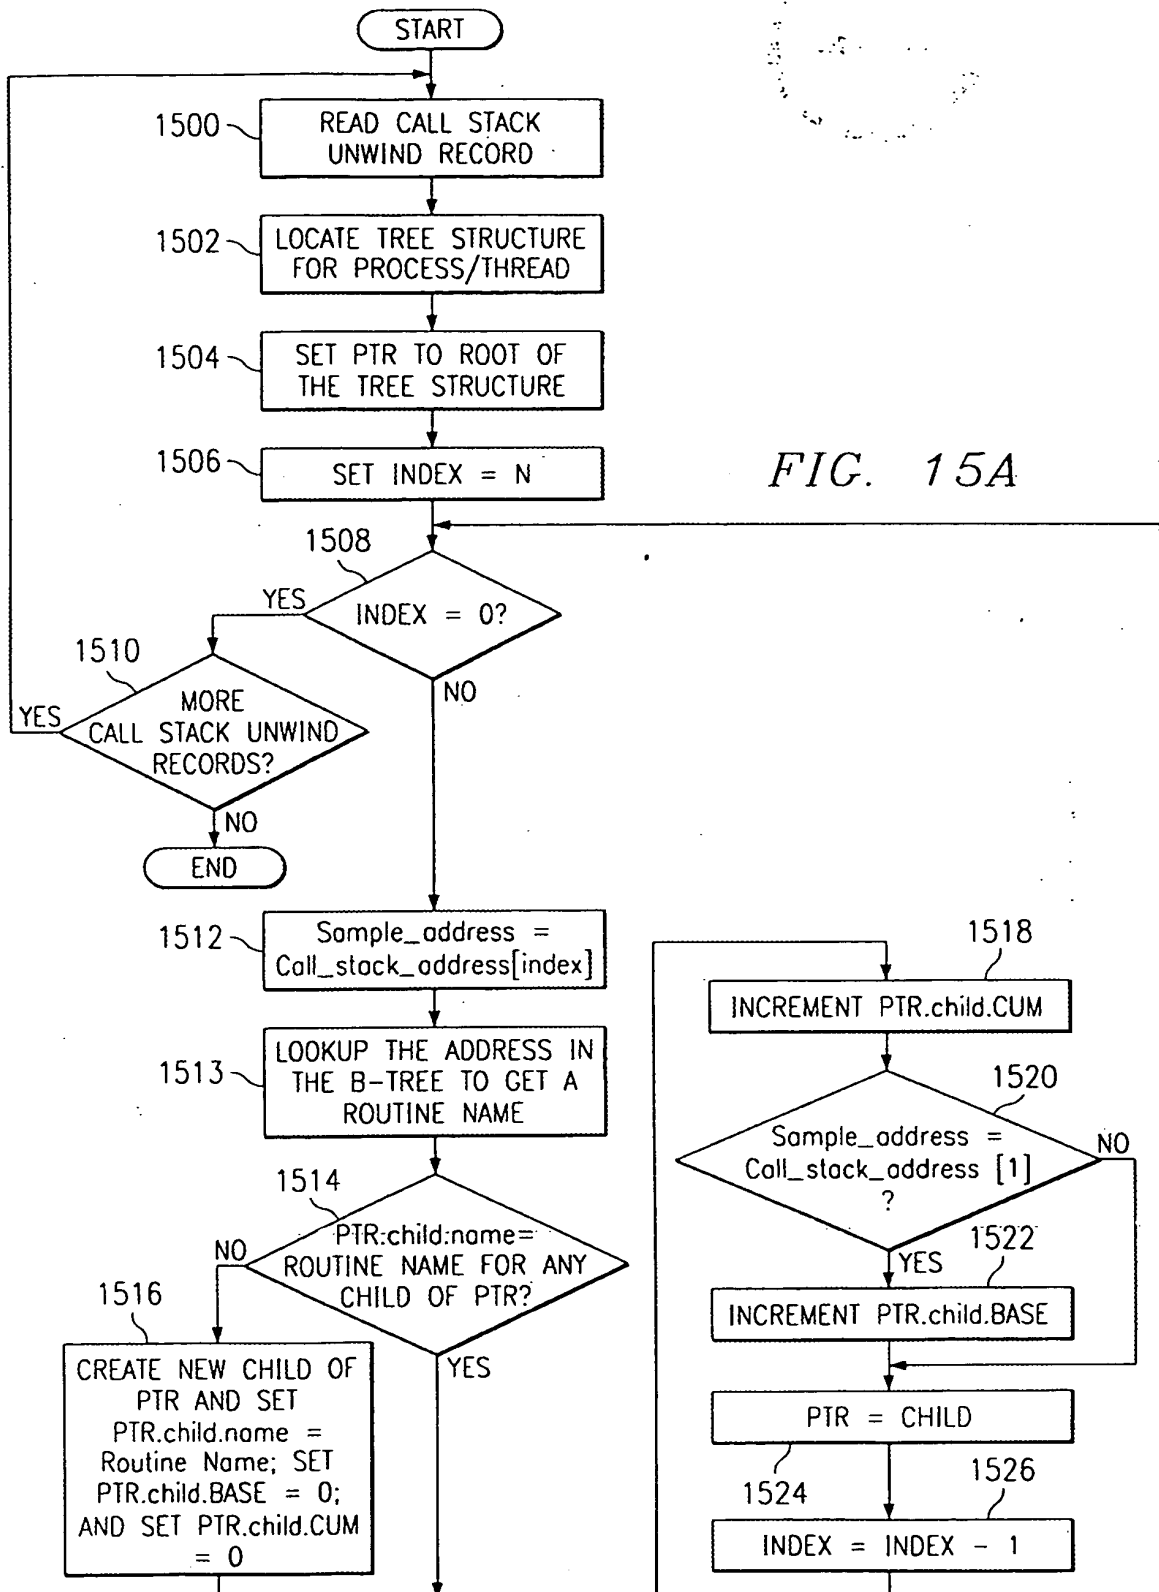 START
1500
READ CALL STACK
UNWIND RECORD
1502
LOCATE TREE STRUCTURE
FOR PROCESS/THREAD
1504
SET PTR TO ROOT OF
THE TREE STRUCTURE
1506
SET INDEX = N
FIG. 15A
1508
INDEX = 0?
YES
NO
1510
MORE
CALL STACK UNWIND
RECORDS?
YES
NO
END
1512
Sample_address =
Call_stack_address[index]
1513
LOOKUP THE ADDRESS IN
THE B-TREE TO GET A
ROUTINE NAME
1514
PTR.child.name=
ROUTINE NAME FOR ANY
CHILD OF PTR?
NO
YES
1516
CREATE NEW CHILD OF
PTR AND SET
PTR.child.name =
Routine Name; SET
PTR.child.BASE = 0;
AND SET PTR.child.CUM
= 0
1518
INCREMENT PTR.child.CUM
1520
Sample_address =
Call_stack_address [1]
?
NO
YES
1522
INCREMENT PTR.child.BASE
PTR = CHILD
1524
1526
INDEX = INDEX - 1